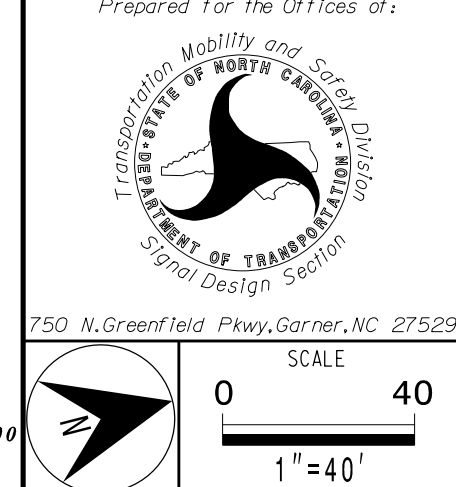 Prepared for the Offices of:
Transportation Mobility and Safety Division
STATE OF NORTH CAROLINA
DEPARTMENT OF TRANSPORTATION
Signal Design Section
750 N.Greenfield Pkwy,Garner,NC 27529
N
SCALE
0 40
1"=40'